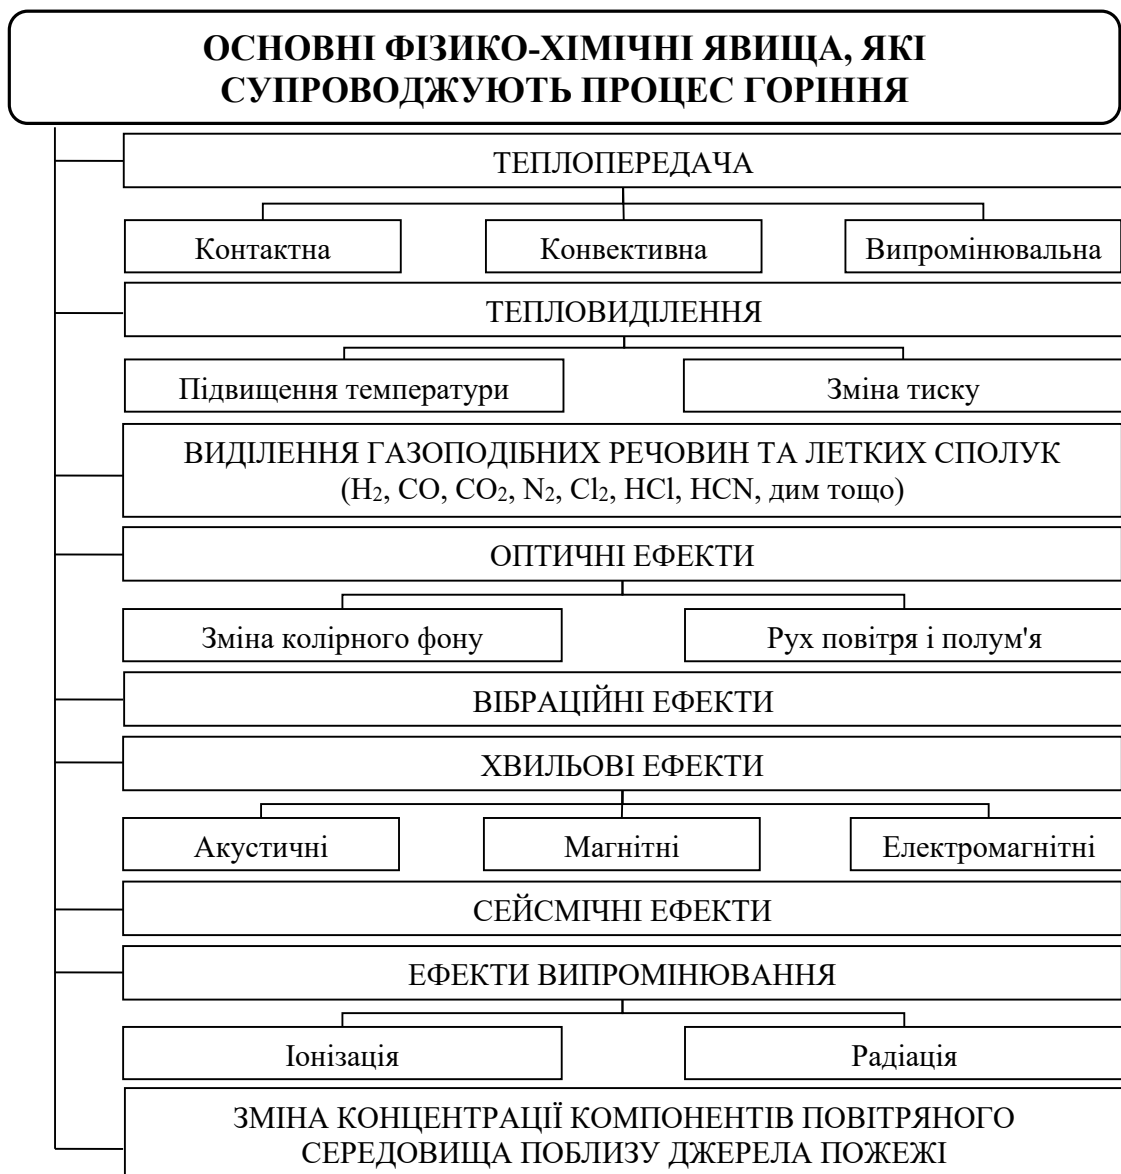 ОСНОВНІ ФІЗИКО-ХІМІЧНІ ЯВИЩА, ЯКІ
СУПРОВОДЖУЮТЬ ПРОЦЕС ГОРІННЯ
ТЕПЛОПЕРЕДАЧА
Контактна
Конвективна
Випромінювальна
ТЕПЛОВИДІЛЕННЯ
Підвищення температури
Зміна тиску
ВИДІЛЕННЯ ГАЗОПОДІБНИХ РЕЧОВИН ТА ЛЕТКИХ СПОЛУК
(H₂, CO, CO₂, N₂, Cl₂, HCl, HCN, дим тощо)
ОПТИЧНІ ЕФЕКТИ
Зміна колірного фону
Рух повітря і полум'я
ВІБРАЦІЙНІ ЕФЕКТИ
ХВИЛЬОВІ ЕФЕКТИ
Акустичні
Магнітні
Електромагнітні
СЕЙСМІЧНІ ЕФЕКТИ
ЕФЕКТИ ВИПРОМІНЮВАННЯ
Іонізація
Радіація
ЗМІНА КОНЦЕНТРАЦІЇ КОМПОНЕНТІВ ПОВІТРЯНОГО
СЕРЕДОВИЩА ПОБЛИЗУ ДЖЕРЕЛА ПОЖЕЖІ